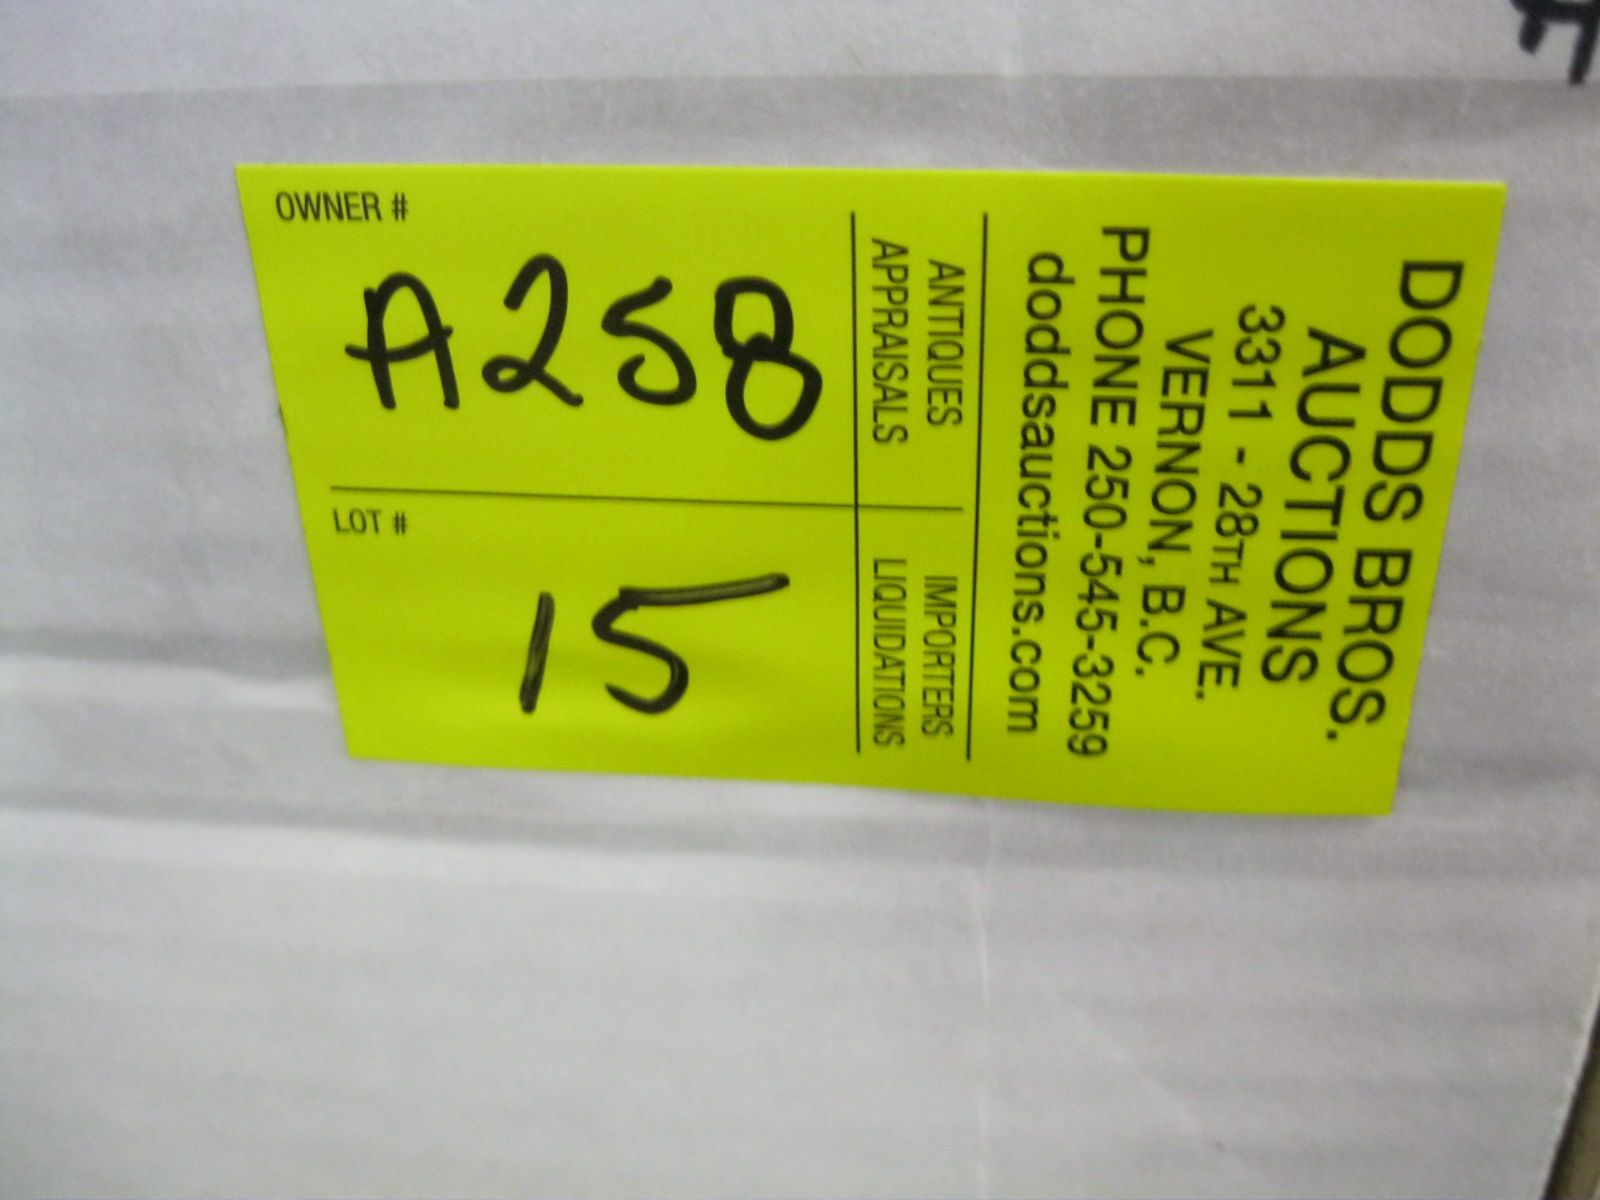 DODDS BROS.
AUCTIONS
3311 - 28TH AVE.
VERNON, B.C.
PHONE 250-545-3259
doddsauctions.com
ANTIQUES
APPRAISALS
IMPORTERS
LIQUIDATIONS
OWNER #
A258
LOT #
15